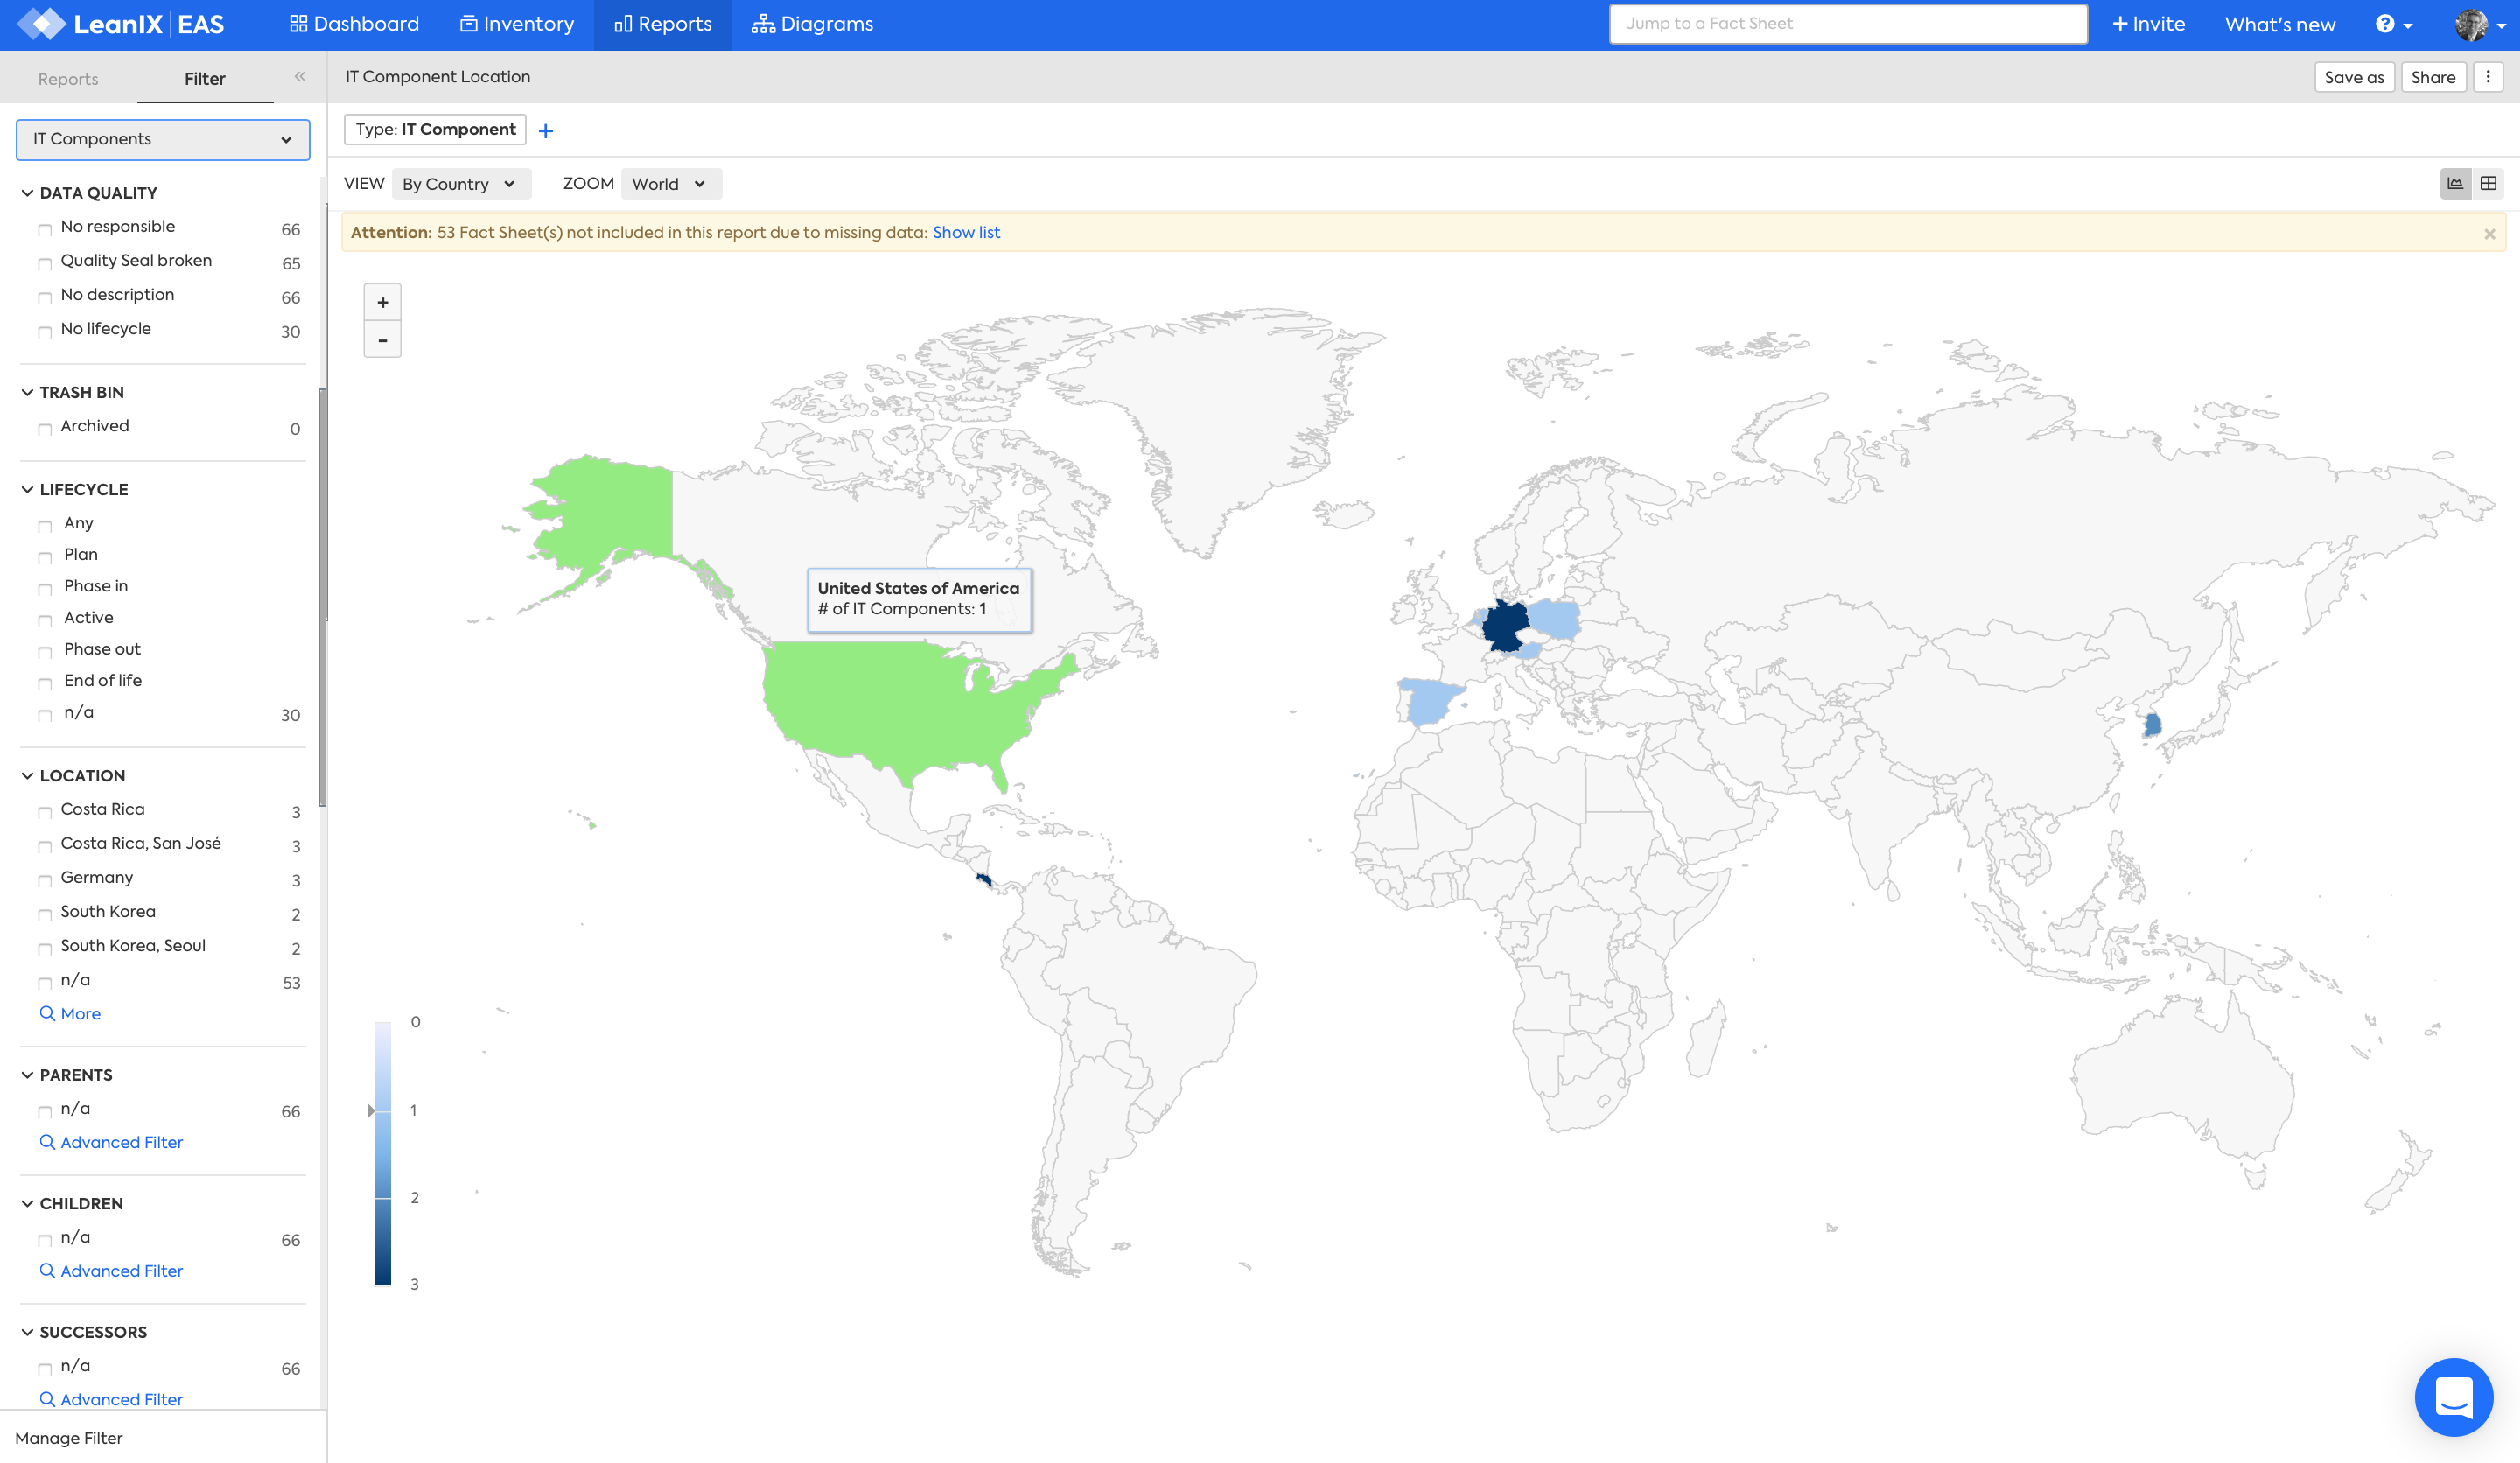 LeanIX | EAS
Dashboard
Inventory
Reports
Diagrams
Jump to a Fact Sheet
+ Invite
What's new
?
Reports
Filter
«
IT Component Location
Save as
Share
IT Components
Type: IT Component
+
VIEW By Country
ZOOM World
Attention: 53 Fact Sheet(s) not included in this report due to missing data: Show list
×
DATA QUALITY
No responsible 66
Quality Seal broken 65
No description 66
No lifecycle 30
TRASH BIN
Archived 0
LIFECYCLE
Any
Plan
Phase in
Active
Phase out
End of life
n/a 30
LOCATION
Costa Rica 3
Costa Rica, San José 3
Germany 3
South Korea 2
South Korea, Seoul 2
n/a 53
More
PARENTS
n/a 66
Advanced Filter
CHILDREN
n/a 66
Advanced Filter
SUCCESSORS
n/a 66
Advanced Filter
Manage Filter
+
-
United States of America
# of IT Components: 1
0
1
2
3